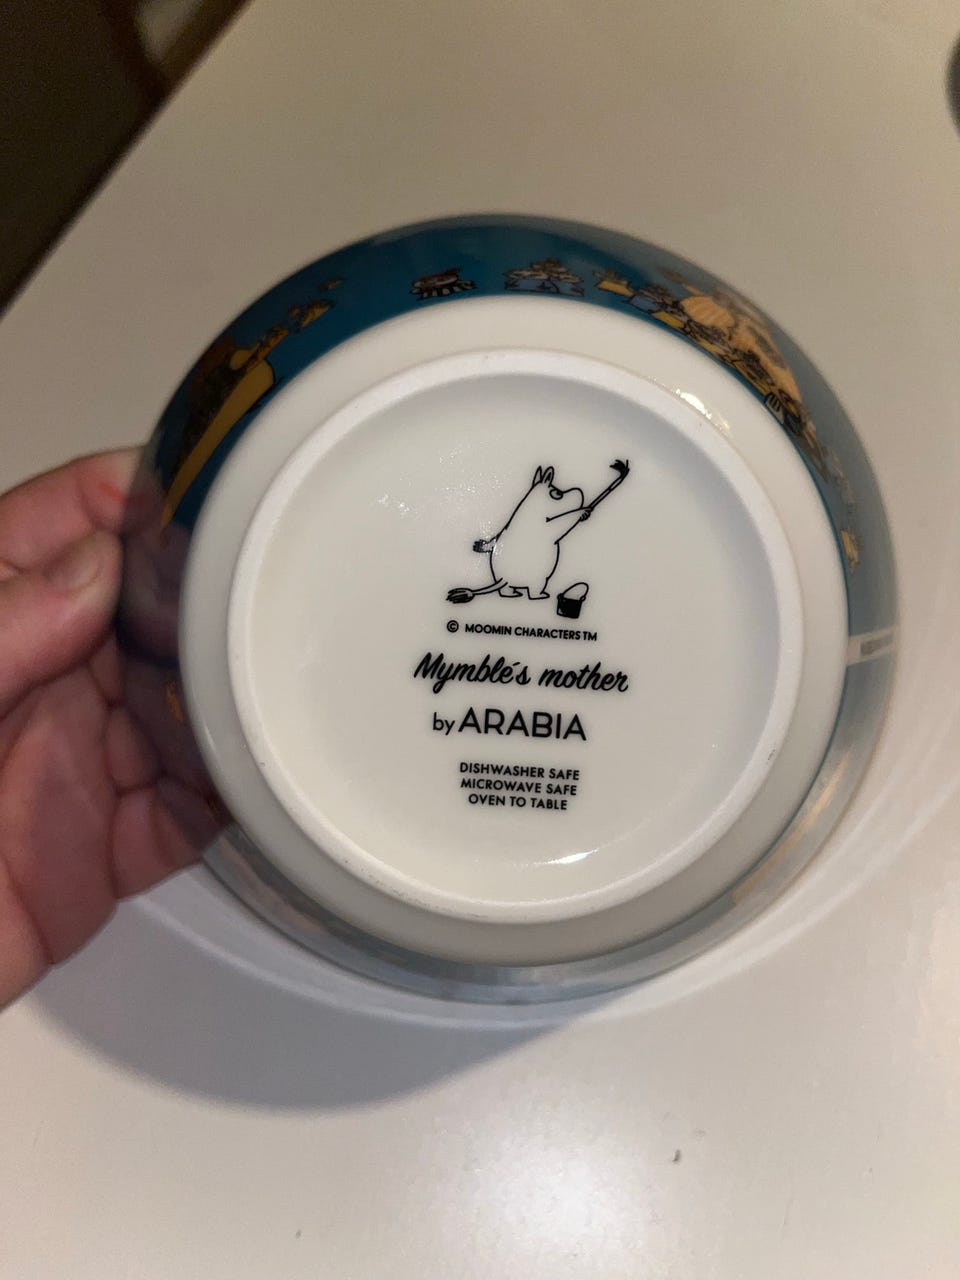 © MOOMIN CHARACTERS TM
Mymble´s mother
by ARABIA
DISHWASHER SAFE
MICROWAVE SAFE
OVEN TO TABLE